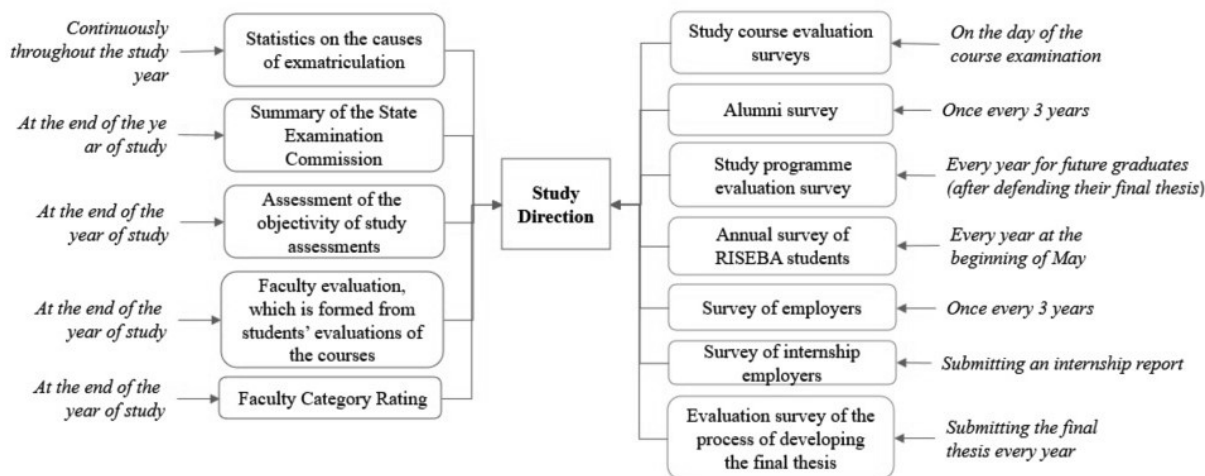 Continuously
throughout the study
year
Statistics on the causes
of exmatriculation
At the end of the ye
ar of study
Summary of the State
Examination
Commission
At the end of the
year of study
Assessment of the
objectivity of study
assessments
At the end of the
year of study
Faculty evaluation,
which is formed from
students’ evaluations of
the courses
At the end of the
year of study
Faculty Category Rating
Study
Direction
Study course evaluation
surveys
On the day of the
course examination
Alumni survey
Once every 3 years
Study programme
evaluation survey
Every year for future graduates
(after defending their final thesis)
Annual survey of
RISEBA students
Every year at the
beginning of May
Survey of employers
Once every 3 years
Survey of internship
employers
Submitting an internship report
Evaluation survey of the
process of developing
the final thesis
Submitting the final
thesis every year